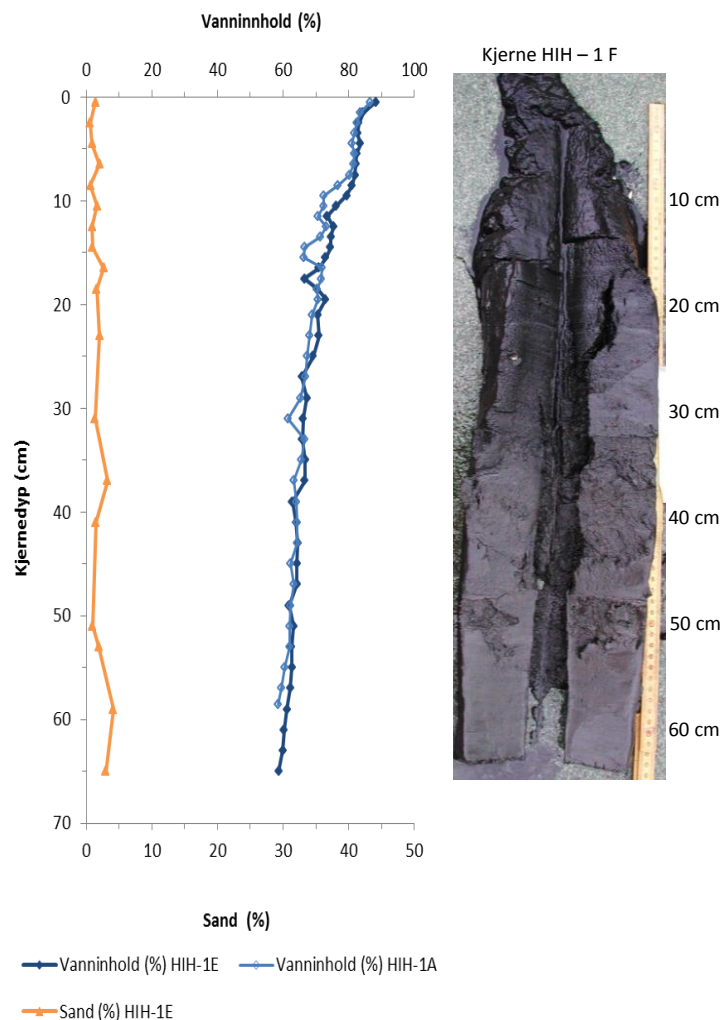 Vanninnhold (%)
0 20 40 60 80 100
0
10
20
30
40
50
60
70
Kjernedyp (cm)
0 10 20 30 40 50
Sand (%)
Vanninhold (%) HIH-1E
Vanninhold (%) HIH-1A
Sand (%) HIH-1E
Kjerne HIH – 1 F
10 cm
20 cm
30 cm
40 cm
50 cm
60 cm